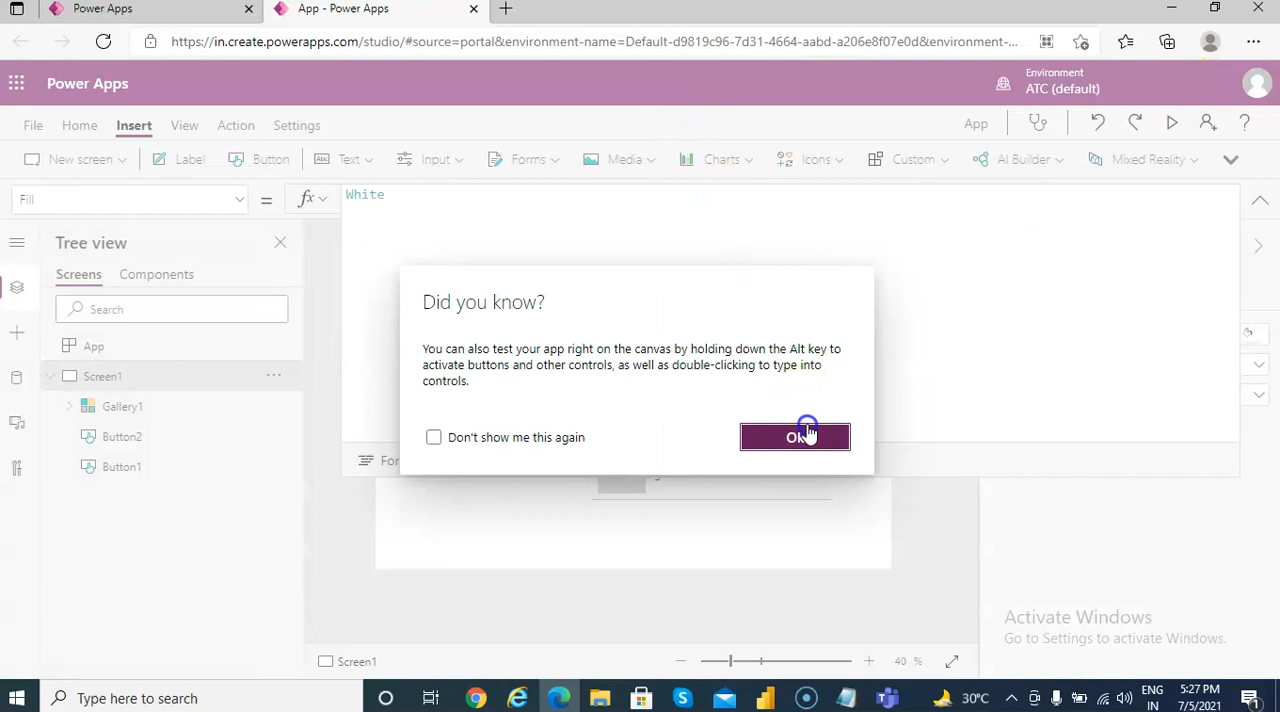 Power Apps
App - Power Apps
https://in.create.powerapps.com/studio/#source=portal&environment-name=Default-d9819c96-7d31-4664-aabd-a206e8f07e0d&environment-...
Power Apps
Environment
ATC (default)
File Home Insert View Action Settings App
New screen Label Button Text Input Forms Media Charts Icons Custom AI Builder Mixed Reality
Fill = fx White
Tree view
Screens Components
Search
App
Screen1
Gallery1
Button2
Button1
Did you know?
You can also test your app right on the canvas by holding down the Alt key to
activate buttons and other controls, as well as double-clicking to type into
controls.
Don't show me this again
Activate Windows
Go to Settings to activate Windows.
Screen1 40 %
Type here to search
30°C
ENG
IN
5:27 PM
7/5/2021
1